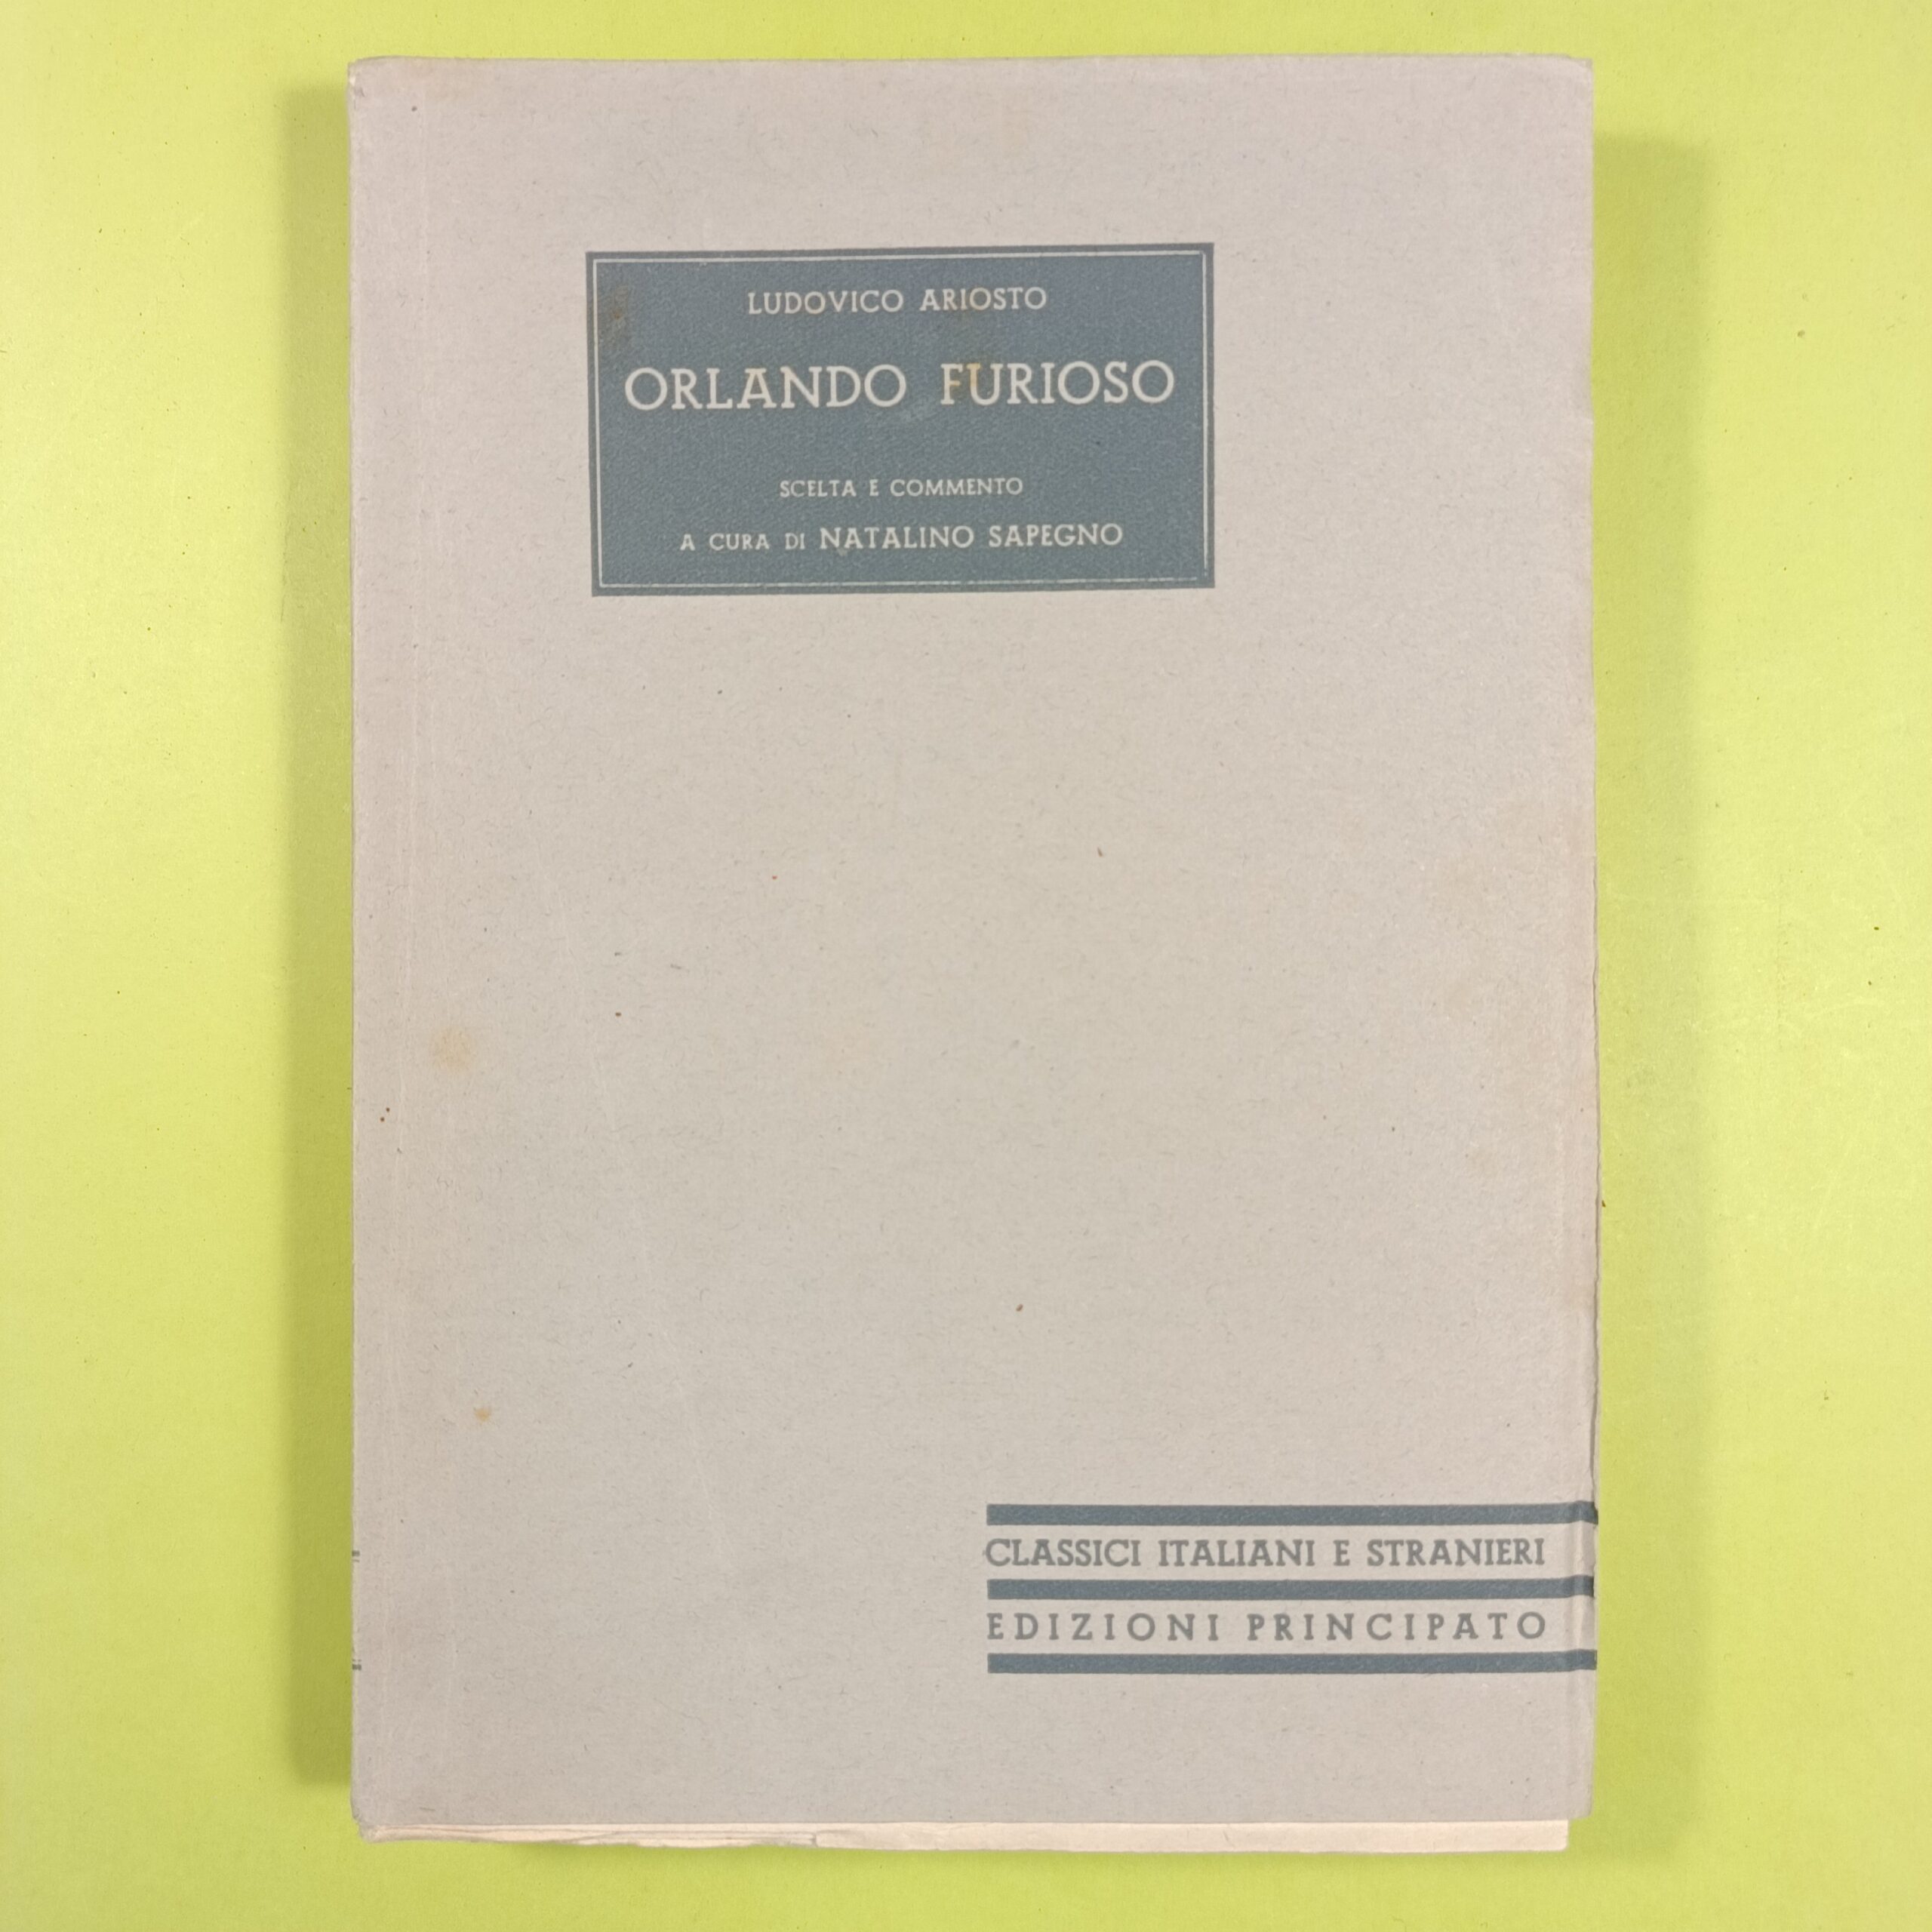 LUDOVICO ARIOSTO
ORLANDO FURIOSO
SCELTA E COMMENTO
A CURA DI NATALINO SAPEGNO
CLASSICI ITALIANI E STRANIERI
EDIZIONI PRINCIPATO